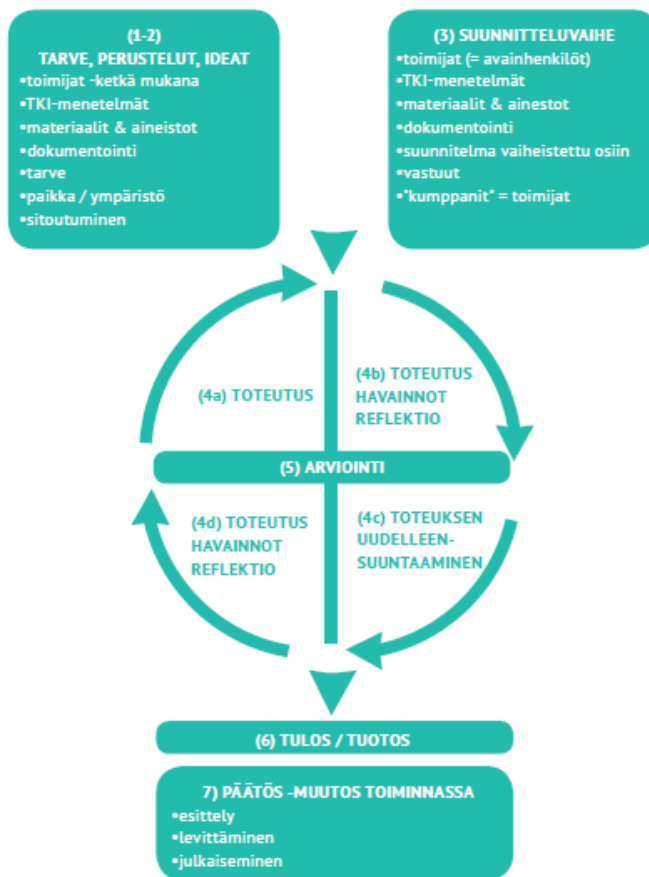 (1-2)
TARVE, PERUSTELUT, IDEAT
•toimijat -ketkä mukana
•TKI-menetelmät
•materiaalit & aineistot
•dokumentointi
•tarve
•paikka / ympäristö
•sitoutuminen
(3) SUUNNITTELUVAIHE
•toimijat (= avainhenkilöt)
•TKI-menetelmät
•materiaalit & ainestot
•dokumentointi
•suunnitelma vaiheistettu osiin
•vastuut
•"kumppanit" = toimijat
(4a) TOTEUTUS
(4b) TOTEUTUS
HAVAINNOT
REFLEKTIO
(5) ARVIOINTI
(4d) TOTEUTUS
HAVAINNOT
REFLEKTIO
(4c) TOTEUKSEN
UUDELLEEN-
SUUNTAAMINEN
(6) TULOS / TUOTOS
7) PÄÄTÖS -MUUTOS TOIMINNASSA
•esittely
•levittäminen
•julkaiseminen